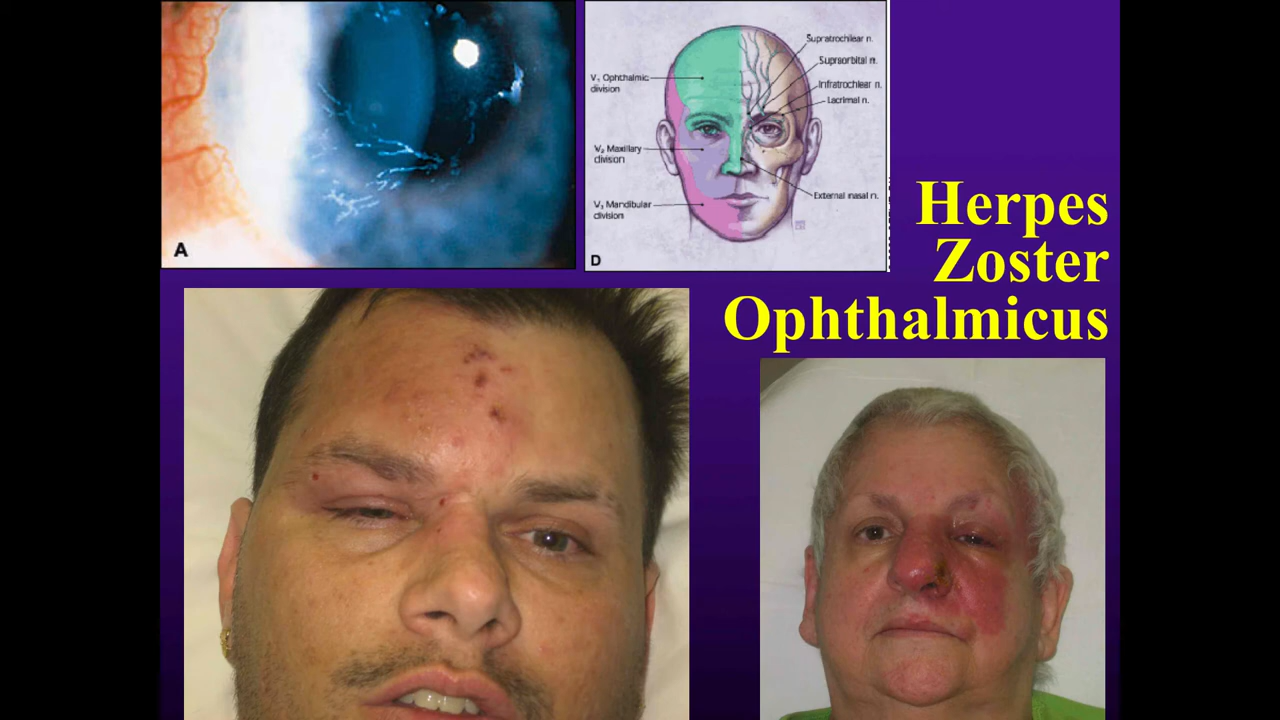 A
V₁ Ophthalmic
division
V₂ Maxillary
division
V₃ Mandibular
division
Supratrochlear n.
Supraorbital n.
Infratrochlear n.
Lacrimal n.
External nasal n.
D
Herpes
Zoster
Ophthalmicus